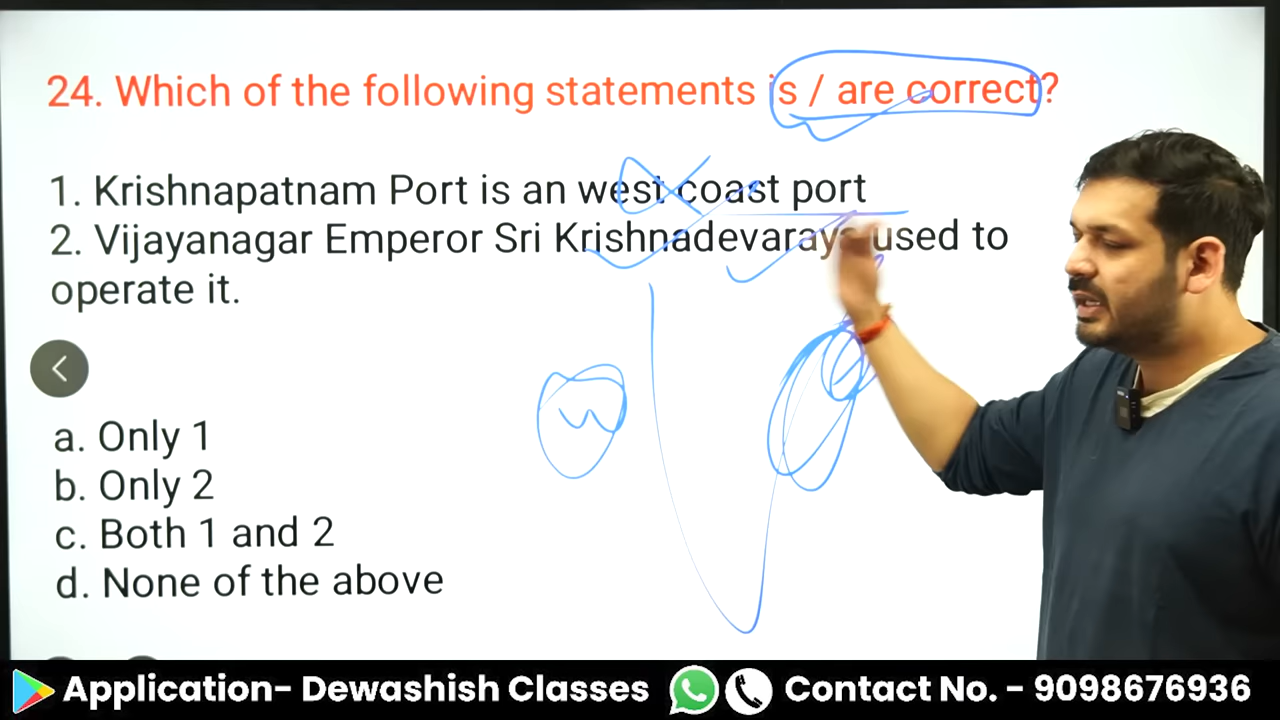 24. Which of the following statements is / are correct?
1. Krishnapatnam Port is an west coast port
2. Vijayanagar Emperor Sri Krishnadevaraya used to
operate it.
a. Only 1
b. Only 2
c. Both 1 and 2
d. None of the above
W
Application- Dewashish Classes Contact No. - 9098676936